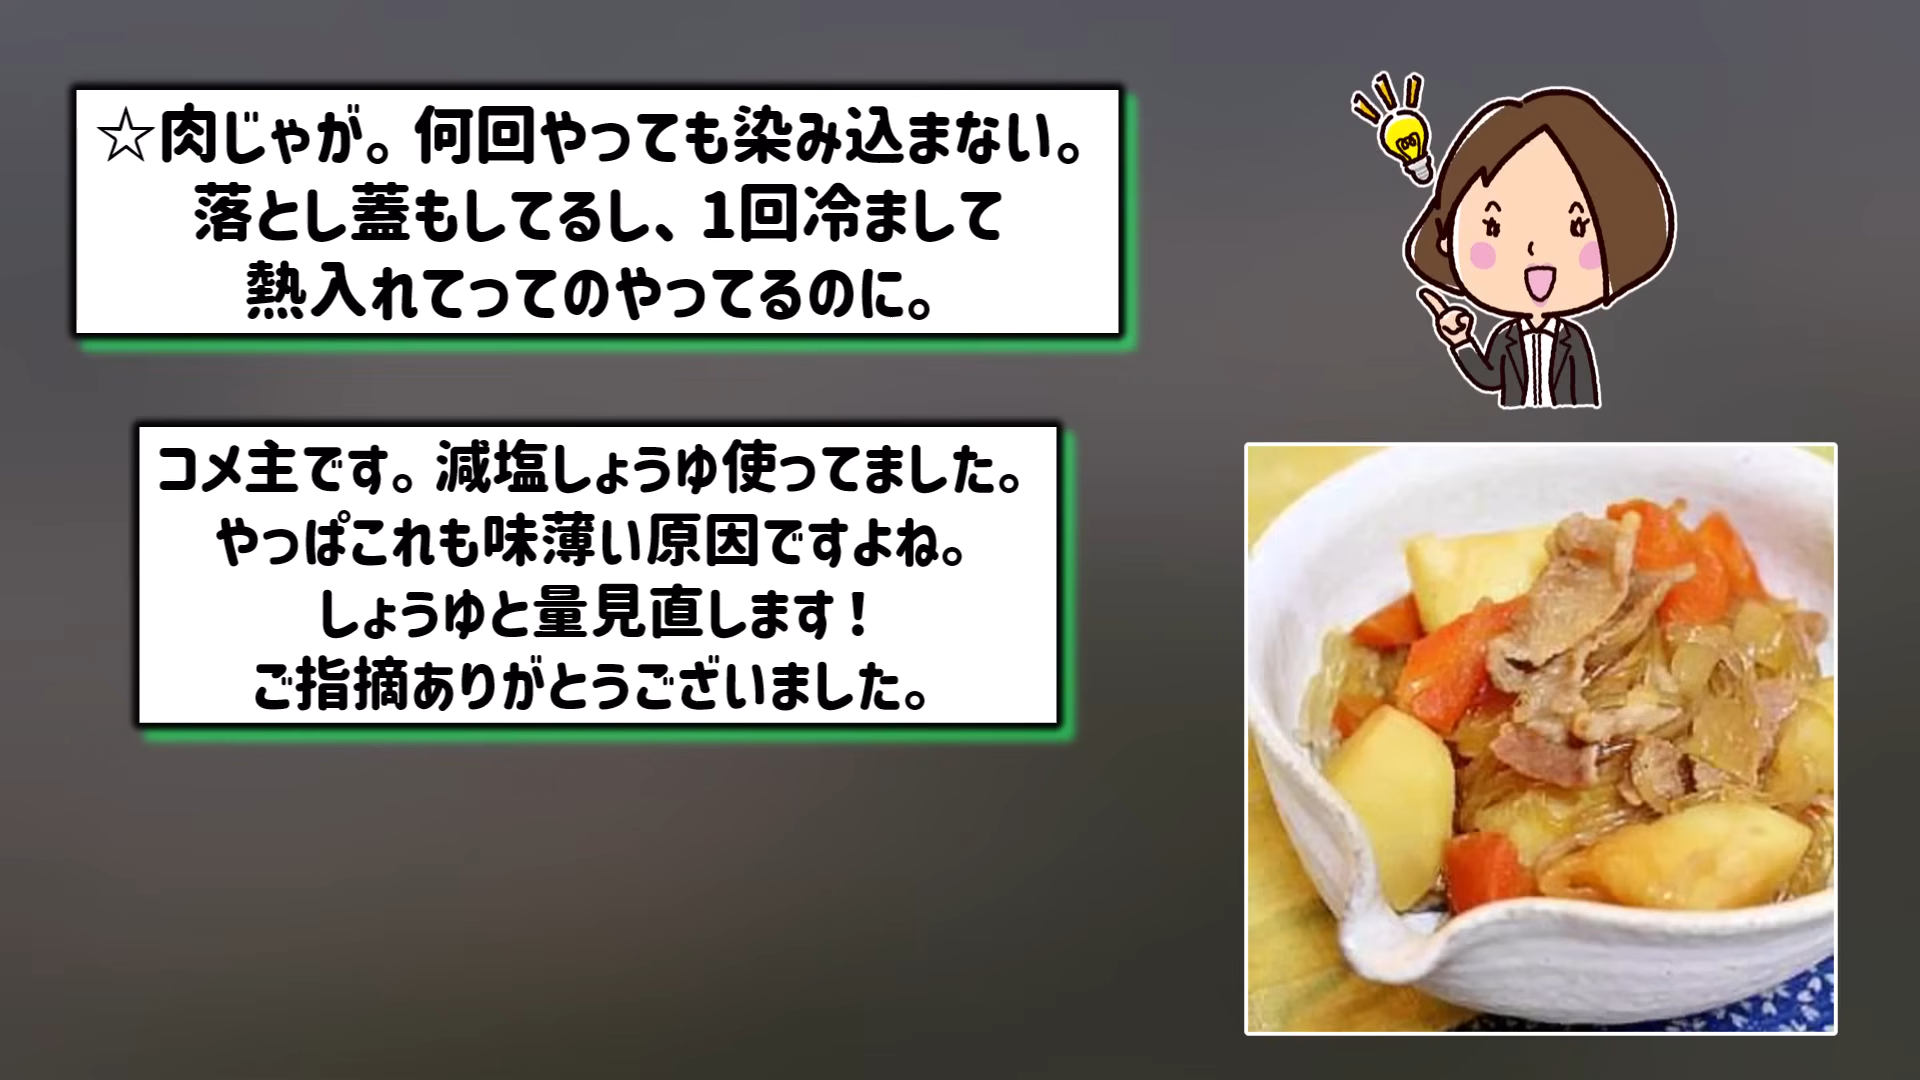 ☆肉じゃが。何回やっても染み込まない。
落とし蓋もしてるし、1回冷まして
熱入れてってのやってるのに。
コメ主です。減塩しょうゆ使ってました。
やっぱこれも味薄い原因ですよね。
しょうゆと量見直します！
ご指摘ありがとうございました。